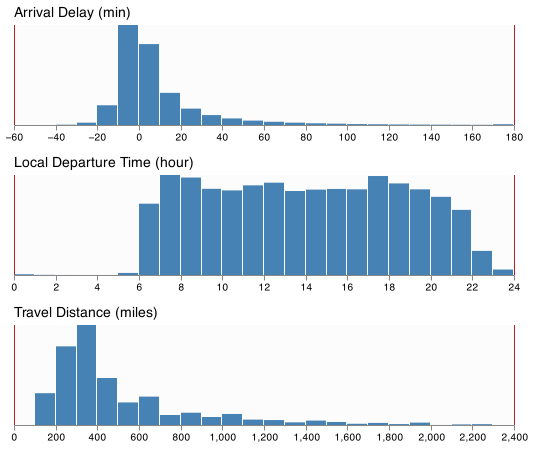 Arrival Delay (min)
−60 −40 −20 0 20 40 60 80 100 120 140 160 180
Local Departure Time (hour)
0 2 4 6 8 10 12 14 16 18 20 22 24
Travel Distance (miles)
0 200 400 600 800 1,000 1,200 1,400 1,600 1,800 2,000 2,200 2,400